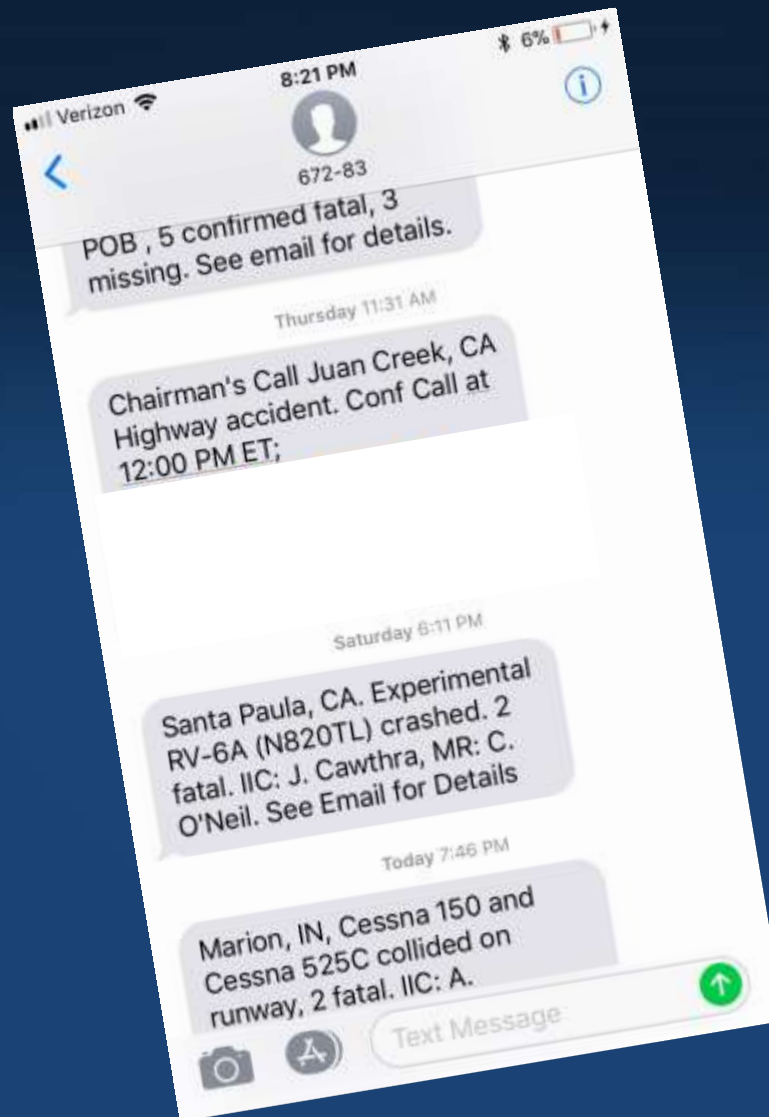 Verizon
8:21 PM
6%
672-83
POB , 5 confirmed fatal, 3
missing. See email for details.
Thursday 11:31 AM
Chairman's Call Juan Creek, CA
Highway accident. Conf Call at
12:00 PM ET;
Saturday 6:11 PM
Santa Paula, CA. Experimental
RV-6A (N820TL) crashed. 2
fatal. IIC: J. Cawthra, MR: C.
O'Neil. See Email for Details
Today 7:46 PM
Marion, IN, Cessna 150 and
Cessna 525C collided on
runway, 2 fatal. IIC: A.
Text Message